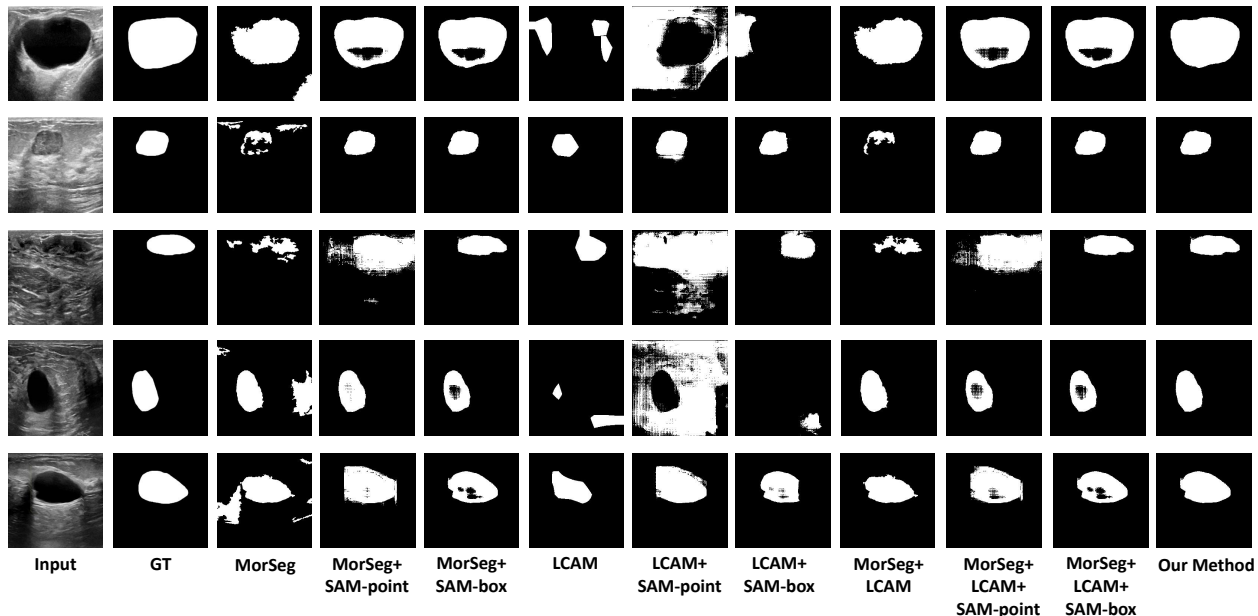 Input GT MorSeg MorSeg+ MorSeg+ LCAM LCAM+ LCAM+ MorSeg+ MorSeg+ MorSeg+ Our Method
SAM-point SAM-box SAM-point SAM-box LCAM LCAM+ LCAM+
SAM-point SAM-box